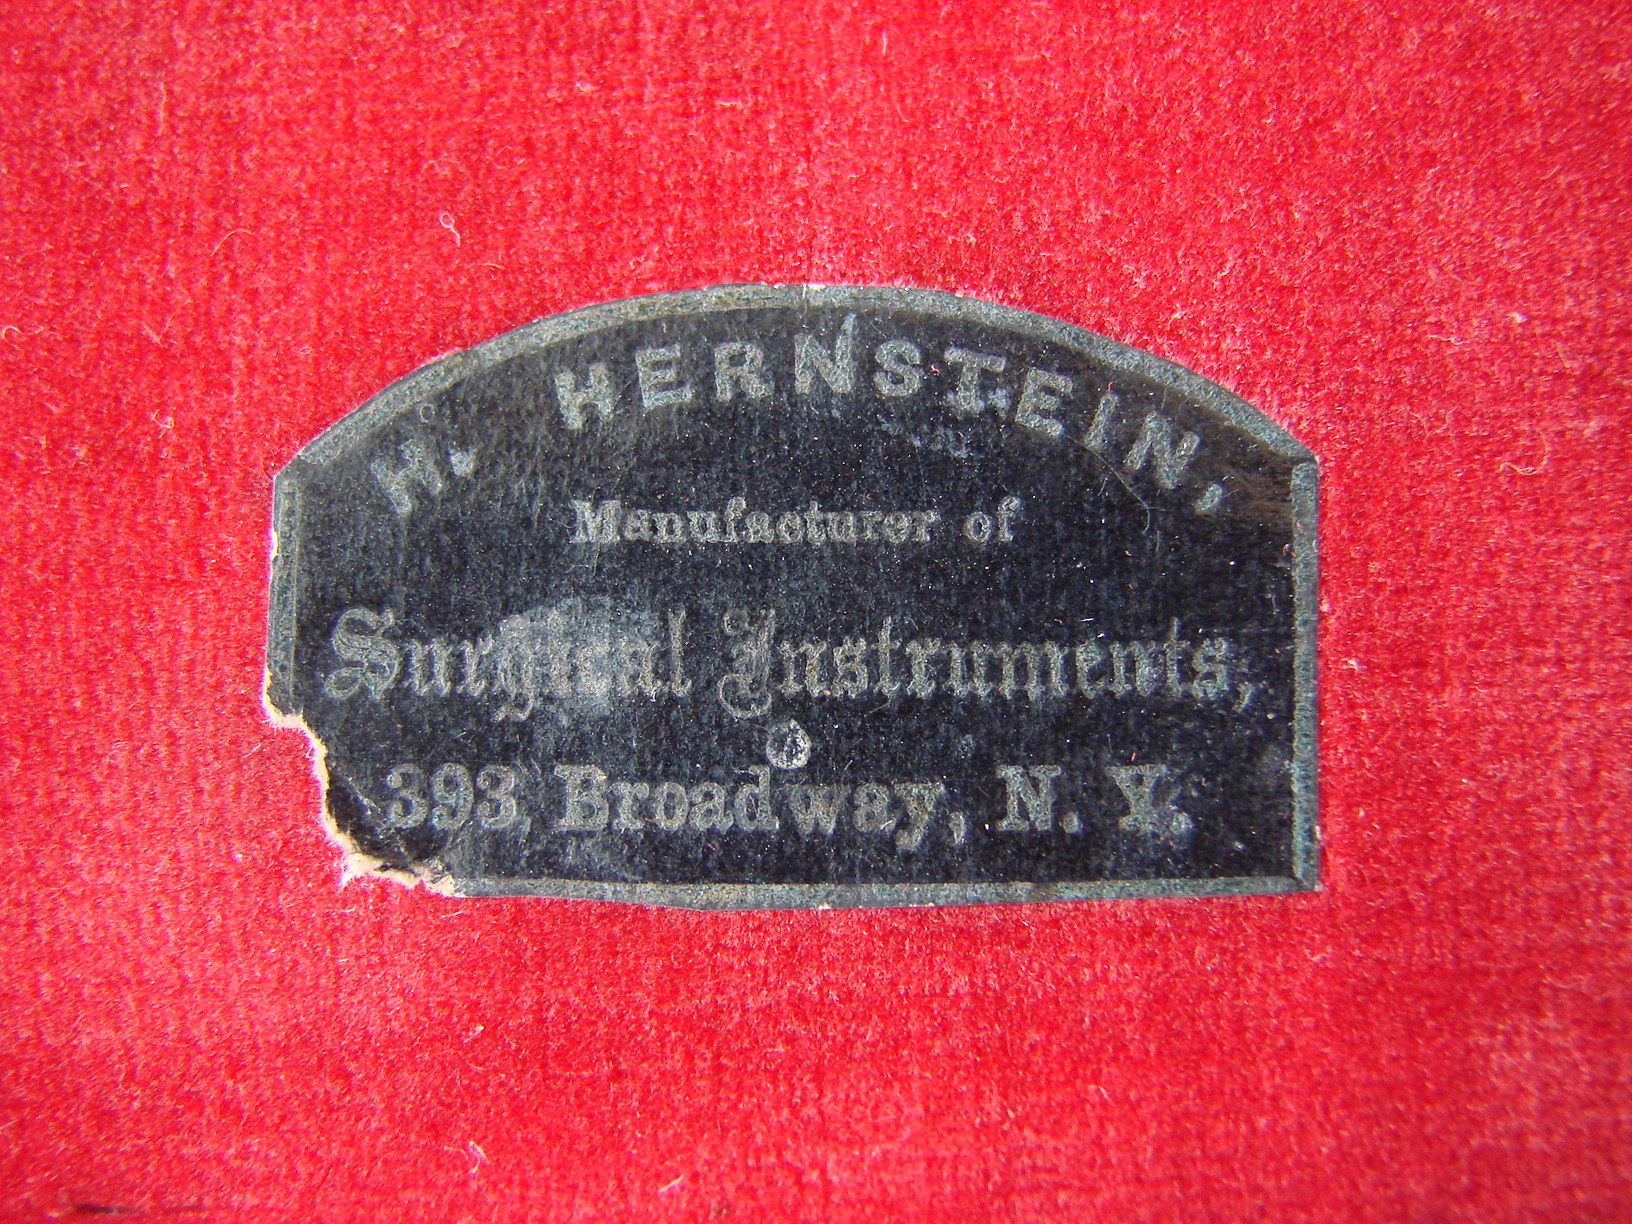 H. HERNSTEIN,
Manufacturer of
Surgical Instruments,
393 Broadway, N. Y.